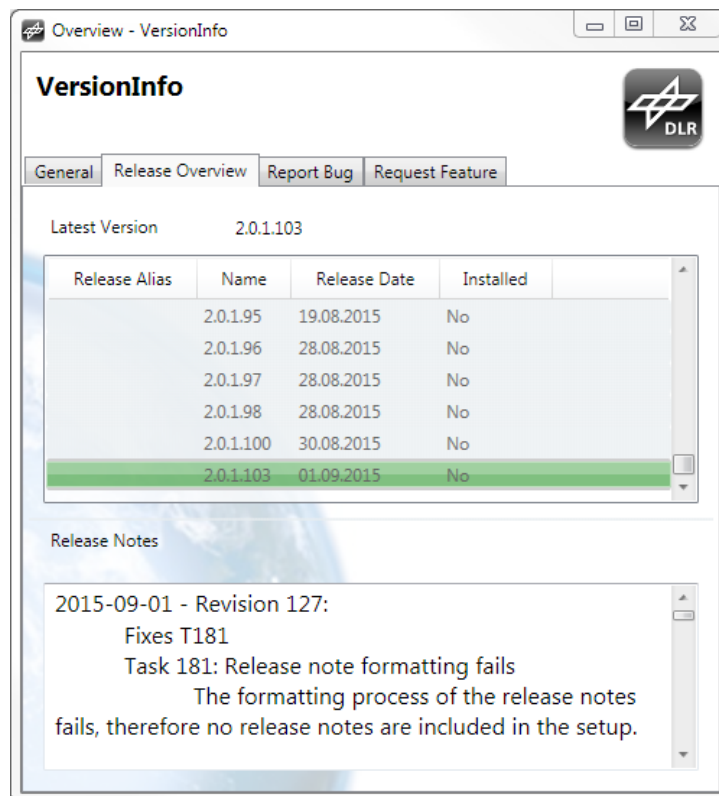 Overview - VersionInfo
VersionInfo
DLR
General Release Overview Report Bug Request Feature
Latest Version 2.0.1.103
Release Alias Name Release Date Installed
2.0.1.95 19.08.2015 No
2.0.1.96 28.08.2015 No
2.0.1.97 28.08.2015 No
2.0.1.98 28.08.2015 No
2.0.1.100 30.08.2015 No
2.0.1.103 01.09.2015 No
Release Notes
2015-09-01 - Revision 127:
Fixes T181
Task 181: Release note formatting fails
The formatting process of the release notes
fails, therefore no release notes are included in the setup.